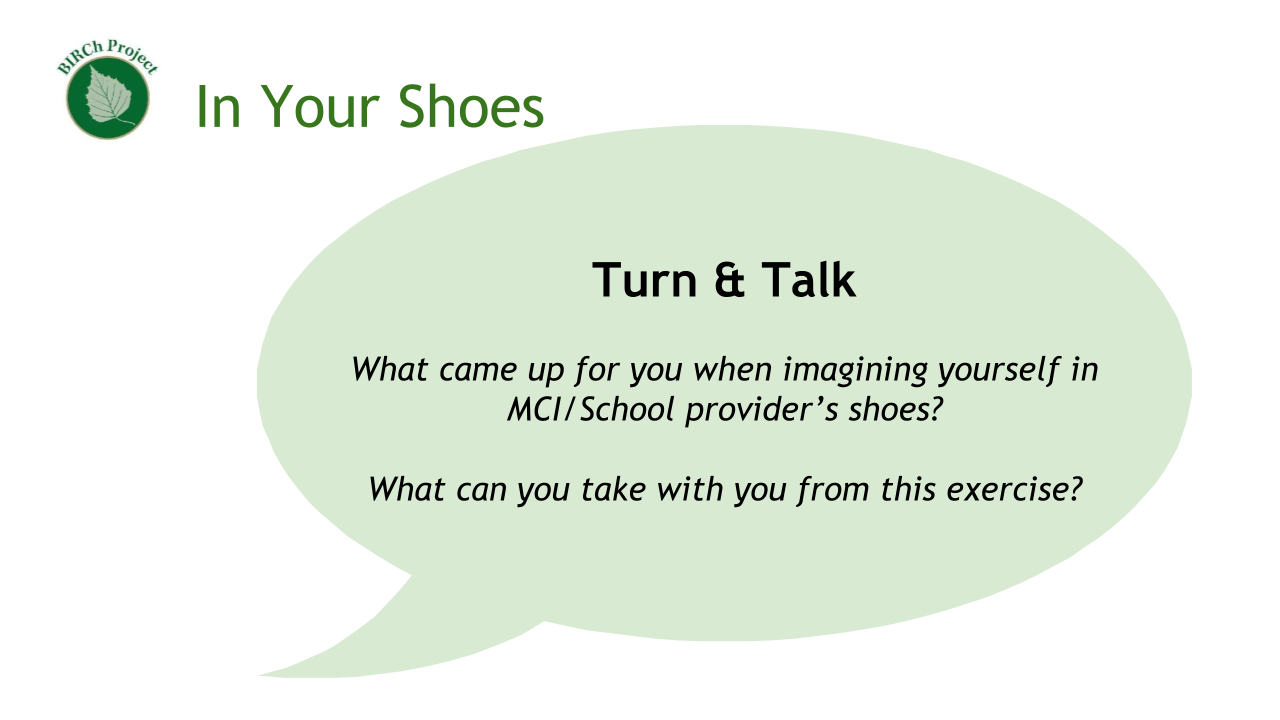 BIRCh Project
In Your Shoes
Turn & Talk
What came up for you when imagining yourself in
MCI/School provider’s shoes?
What can you take with you from this exercise?